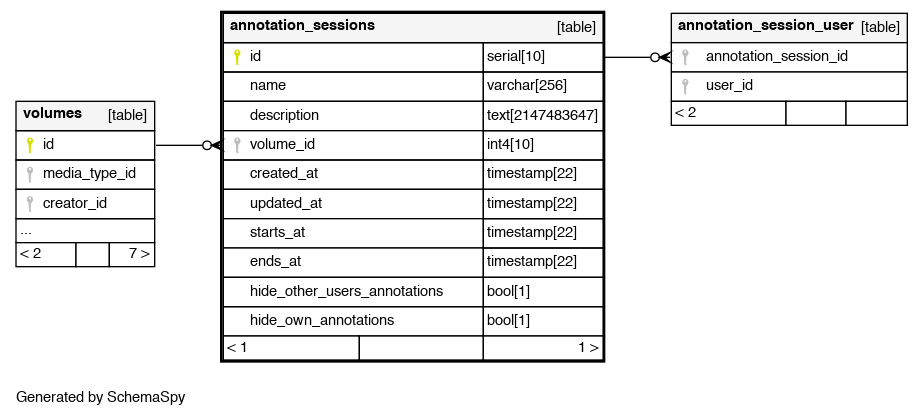 volumes [table]
id
media_type_id
creator_id
...
< 2 7 >
annotation_sessions [table]
id serial[10]
name varchar[256]
description text[2147483647]
volume_id int4[10]
created_at timestamp[22]
updated_at timestamp[22]
starts_at timestamp[22]
ends_at timestamp[22]
hide_other_users_annotations bool[1]
hide_own_annotations bool[1]
< 1 1 >
annotation_session_user [table]
annotation_session_id
user_id
< 2
Generated by SchemaSpy